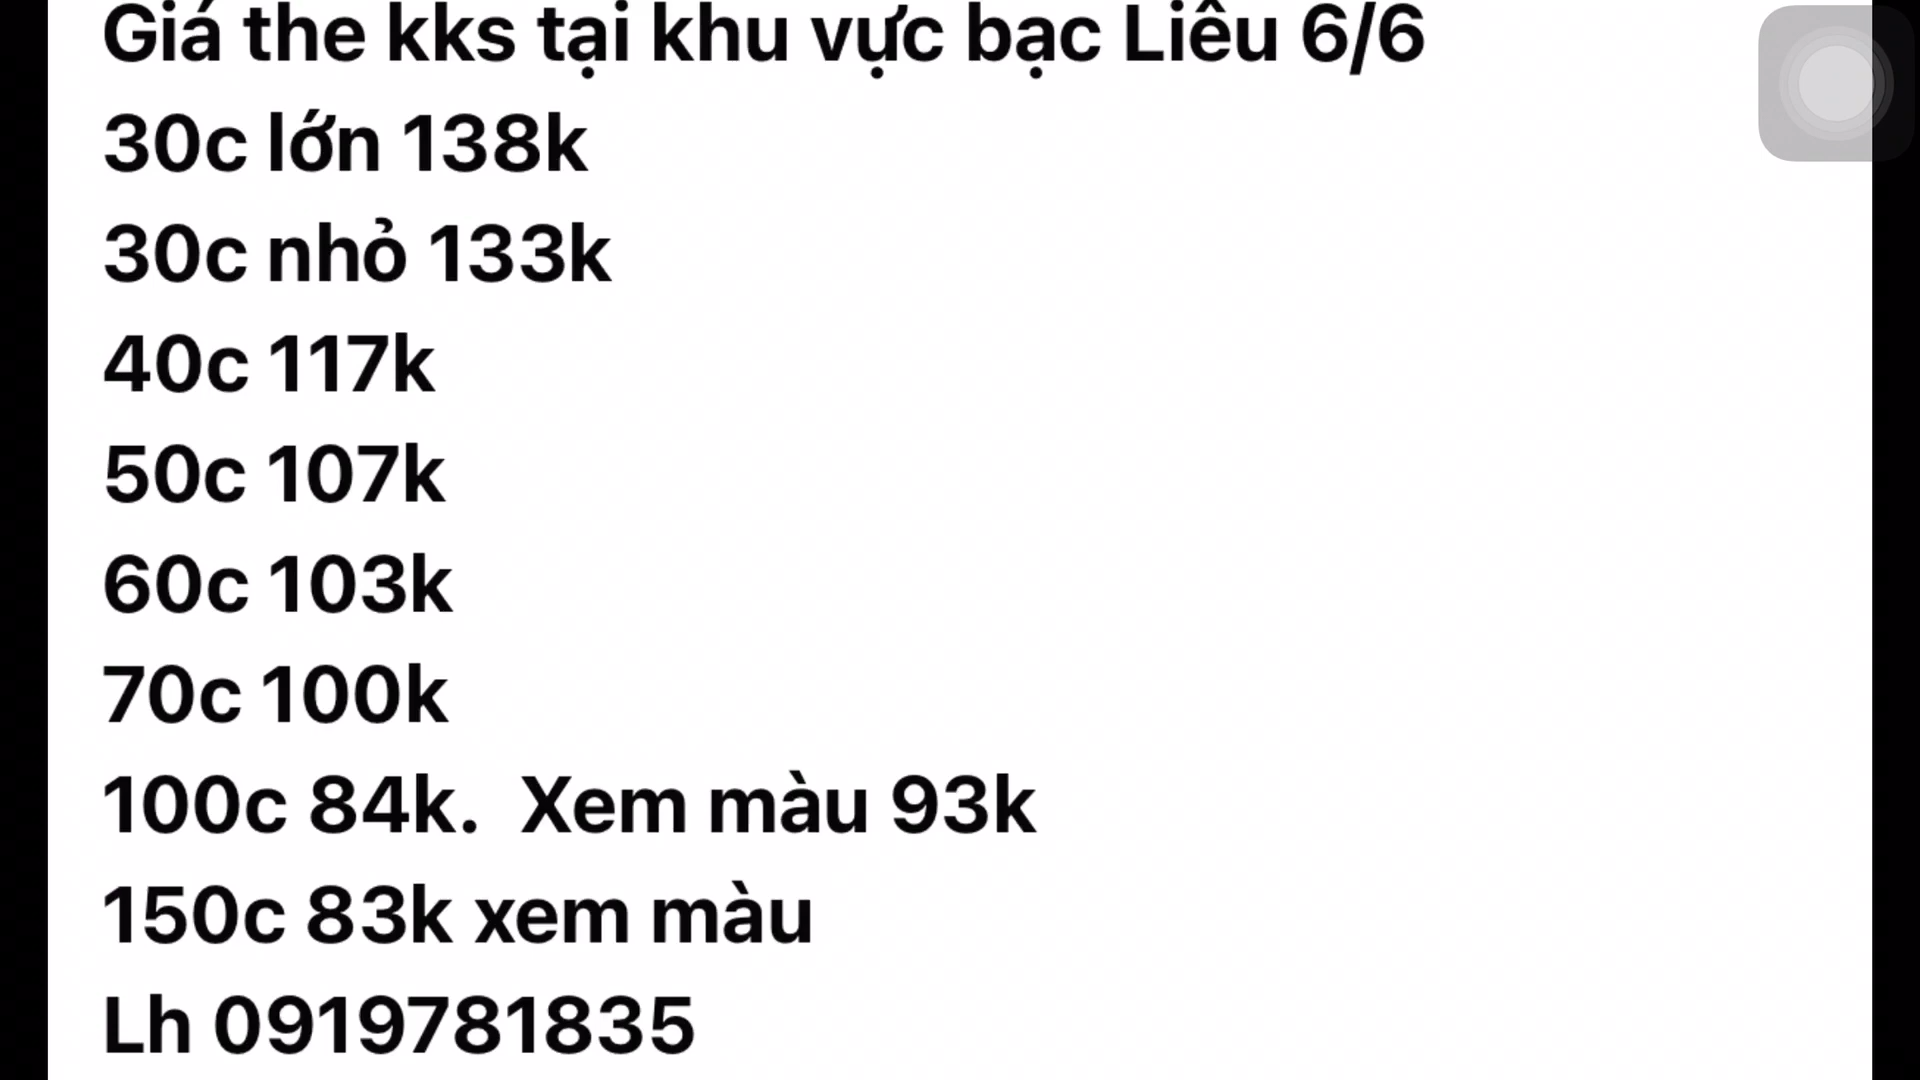 Giá the kks tại khu vực bạc Liêu 6/6
30c lớn 138k
30c nhỏ 133k
40c 117k
50c 107k
60c 103k
70c 100k
100c 84k.  Xem màu 93k
150c 83k xem màu
Lh 0919781835